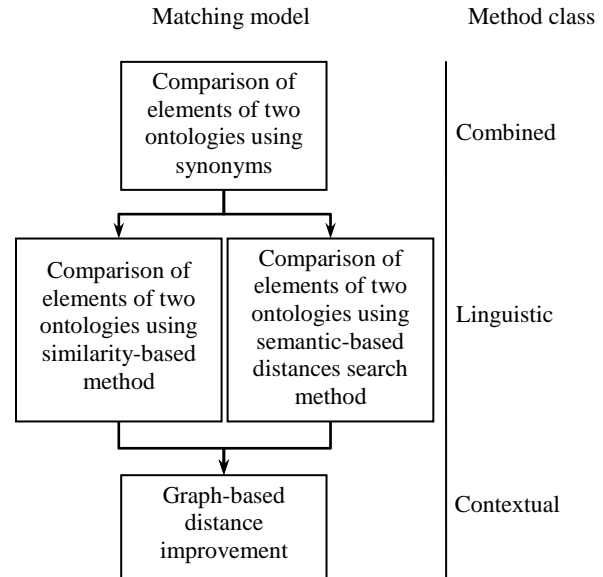 Matching model
Method class
Comparison of
elements of two
ontologies using
synonyms
Combined
Comparison of
elements of two
ontologies using
similarity-based
method
Comparison of
elements of two
ontologies using
semantic-based
distances search
method
Linguistic
Graph-based
distance
improvement
Contextual